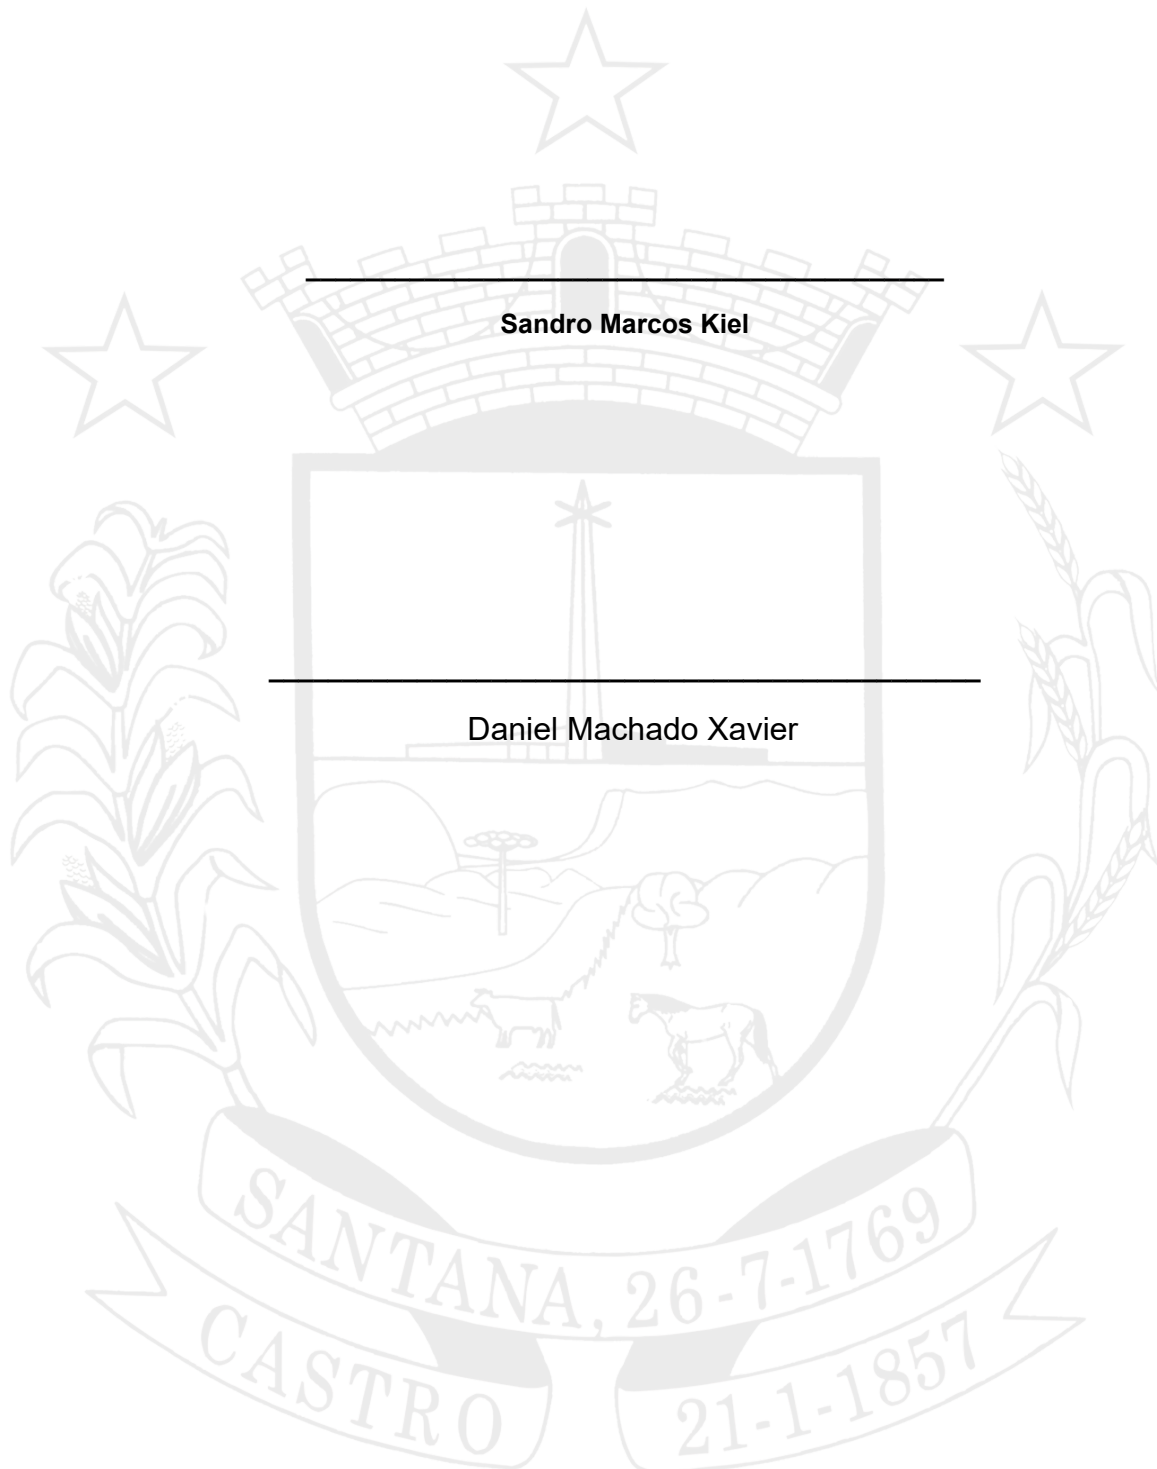 Sandro Marcos Kiel
Daniel Machado Xavier
SANTANA, 26-7-1769
CASTRO 21-1-1857